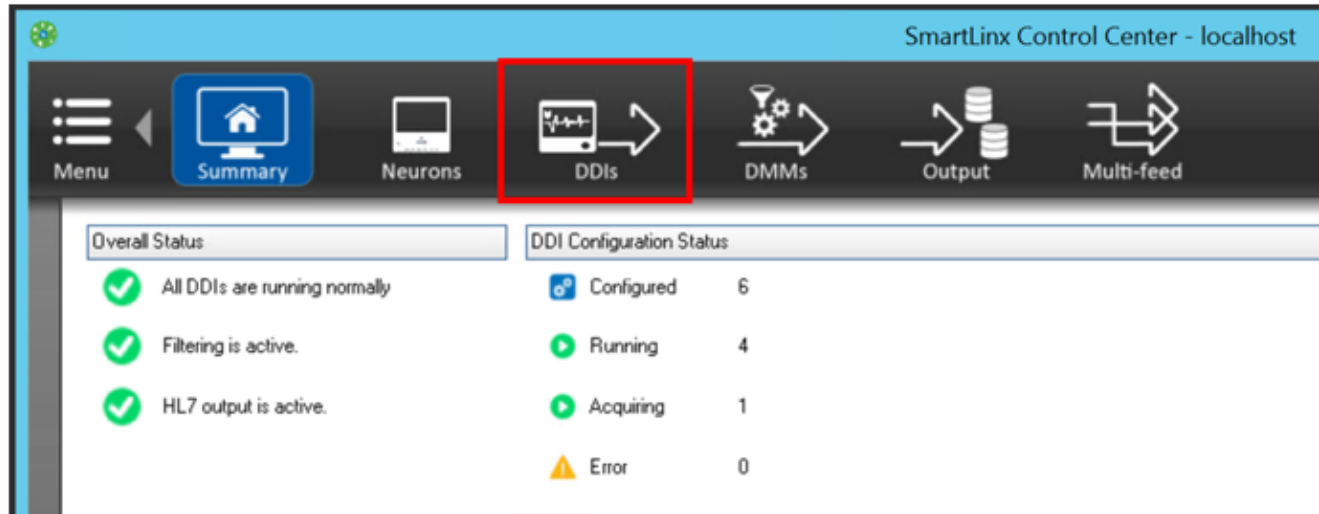 SmartLinx Control Center - localhost
Menu Summary Neurons DDIs DMMs Output Multi-feed
Overall Status
All DDIs are running normally
Filtering is active.
HL7 output is active.
DDI Configuration Status
Configured 6
Running 4
Acquiring 1
Error 0